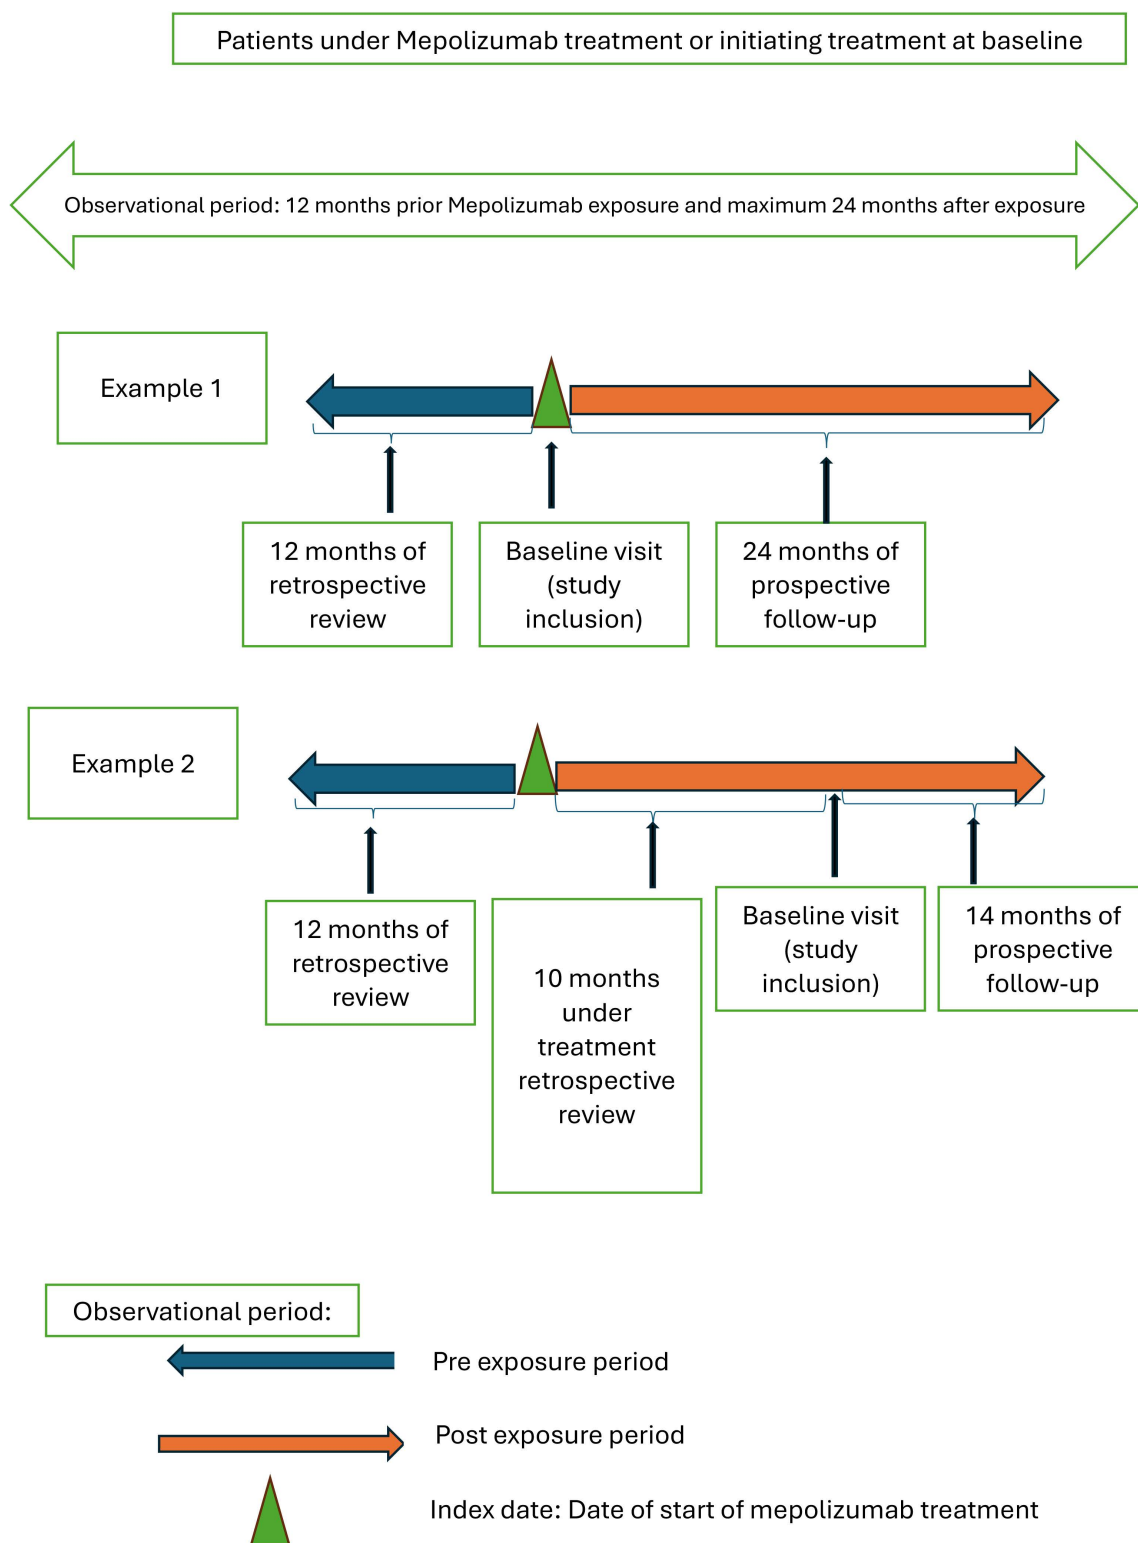 Patients under Mepolizumab treatment or initiating treatment at baseline
Observational period: 12 months prior Mepolizumab exposure and maximum 24 months after exposure
Example 1
12 months of
retrospective
review
Baseline visit
(study
inclusion)
24 months of
prospective
follow-up
Example 2
12 months of
retrospective
review
10 months
under
treatment
retrospective
review
Baseline visit
(study
inclusion)
14 months of
prospective
follow-up
Observational period:
Pre exposure period
Post exposure period
Index date: Date of start of mepolizumab treatment